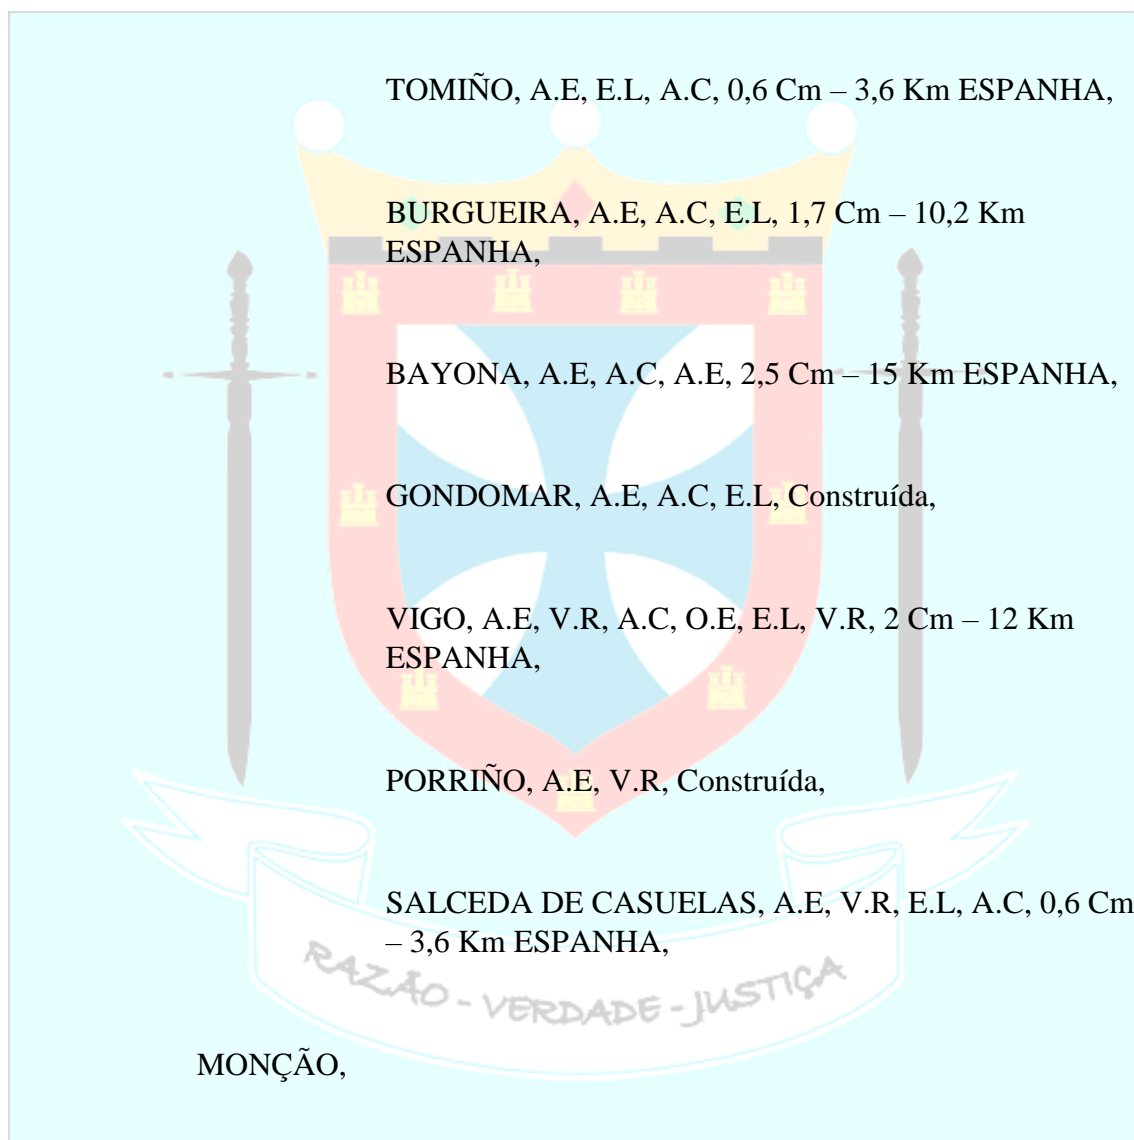 TOMIÑO, A.E, E.L, A.C, 0,6 Cm – 3,6 Km ESPANHA,
BURGUEIRA, A.E, A.C, E.L, 1,7 Cm – 10,2 Km
ESPANHA,
BAYONA, A.E, A.C, A.E, 2,5 Cm – 15 Km ESPANHA,
GONDOMAR, A.E, A.C, E.L, Construída,
VIGO, A.E, V.R, A.C, O.E, E.L, V.R, 2 Cm – 12 Km
ESPANHA,
PORRIÑO, A.E, V.R, Construída,
SALCEDA DE CASUELAS, A.E, V.R, E.L, A.C, 0,6 Cm
– 3,6 Km ESPANHA,
RAZÃO - VERDADE - JUSTIÇA
MONÇÃO,